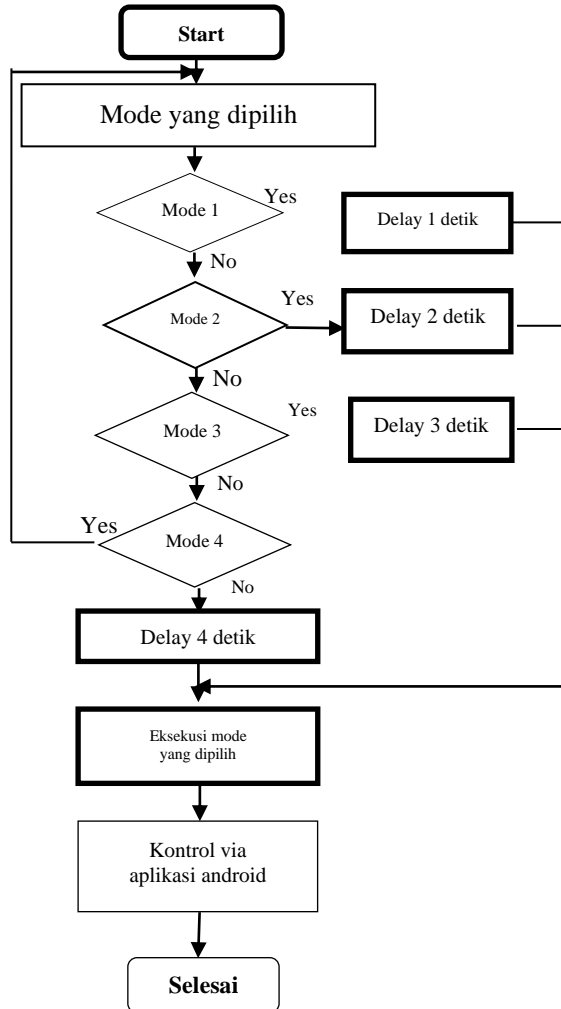 Start
Mode yang dipilih
Mode 1
Yes
Delay 1 detik
No
Mode 2
Yes
Delay 2 detik
No
Mode 3
Yes
Delay 3 detik
No
Yes
Mode 4
No
Delay 4 detik
Eksekusi mode
yang dipilih
Kontrol via
aplikasi android
Selesai